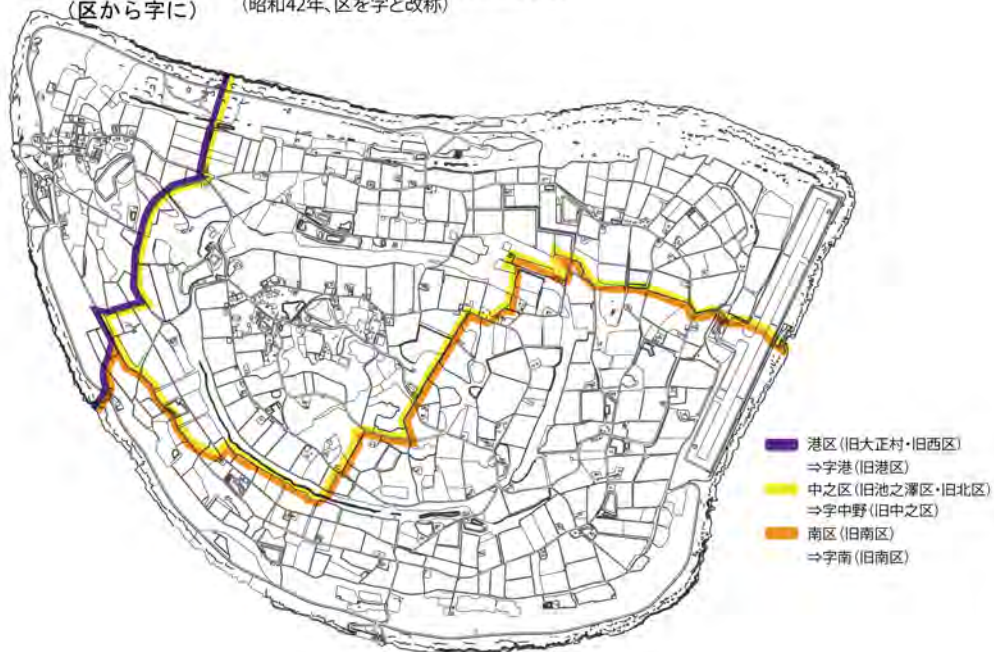 (区から字に)
(昭和42年、区を字と改称)
港区(旧大正村・旧西区)
⇒字港(旧港区)
中之区(旧池之澤区・旧北区)
⇒字中野(旧中之区)
南区(旧南区)
⇒字南(旧南区)